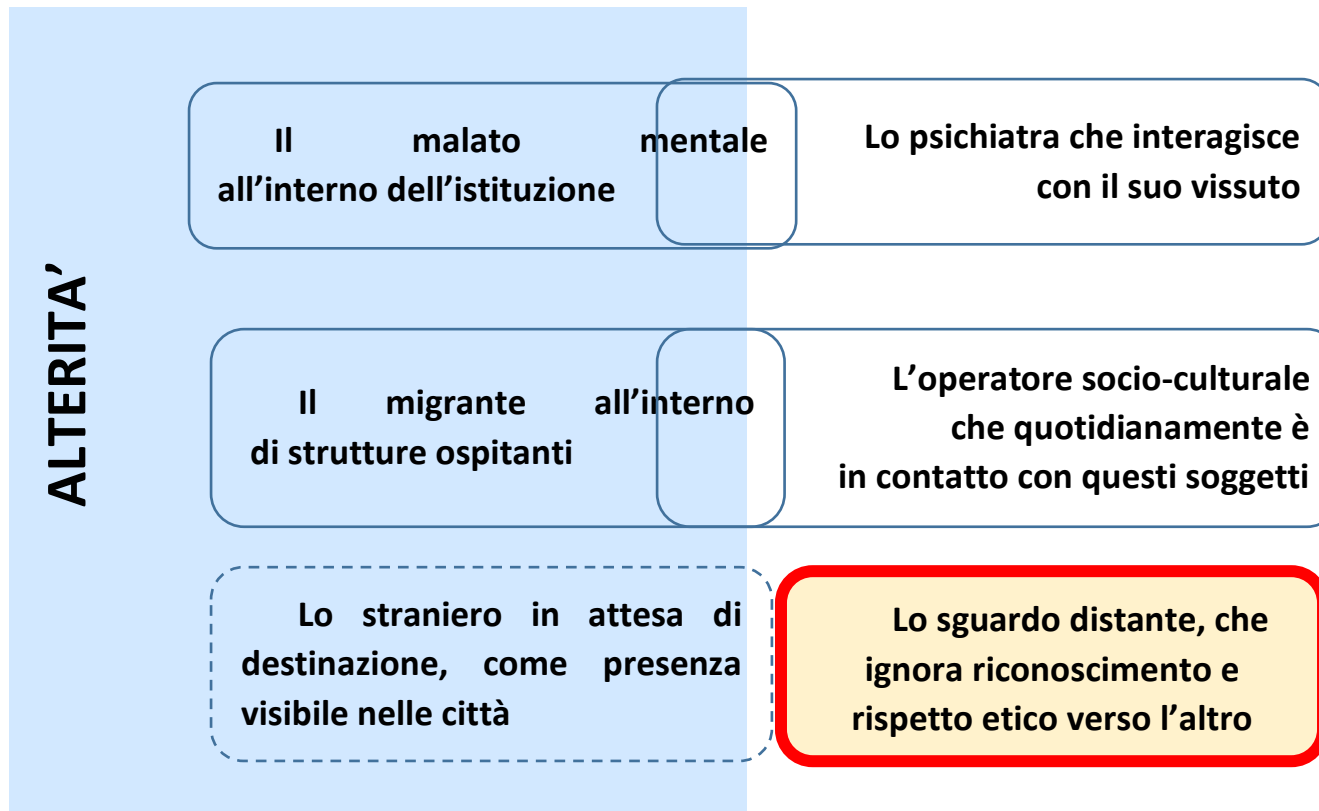 ALTERITA’
Il malato mentale
all’interno dell’istituzione
Lo psichiatra che interagisce
con il suo vissuto
Il migrante all’interno
di strutture ospitanti
L’operatore socio-culturale
che quotidianamente è
in contatto con questi soggetti
Lo straniero in attesa di
destinazione, come presenza
visibile nelle città
Lo sguardo distante, che
ignora riconoscimento e
rispetto etico verso l’altro